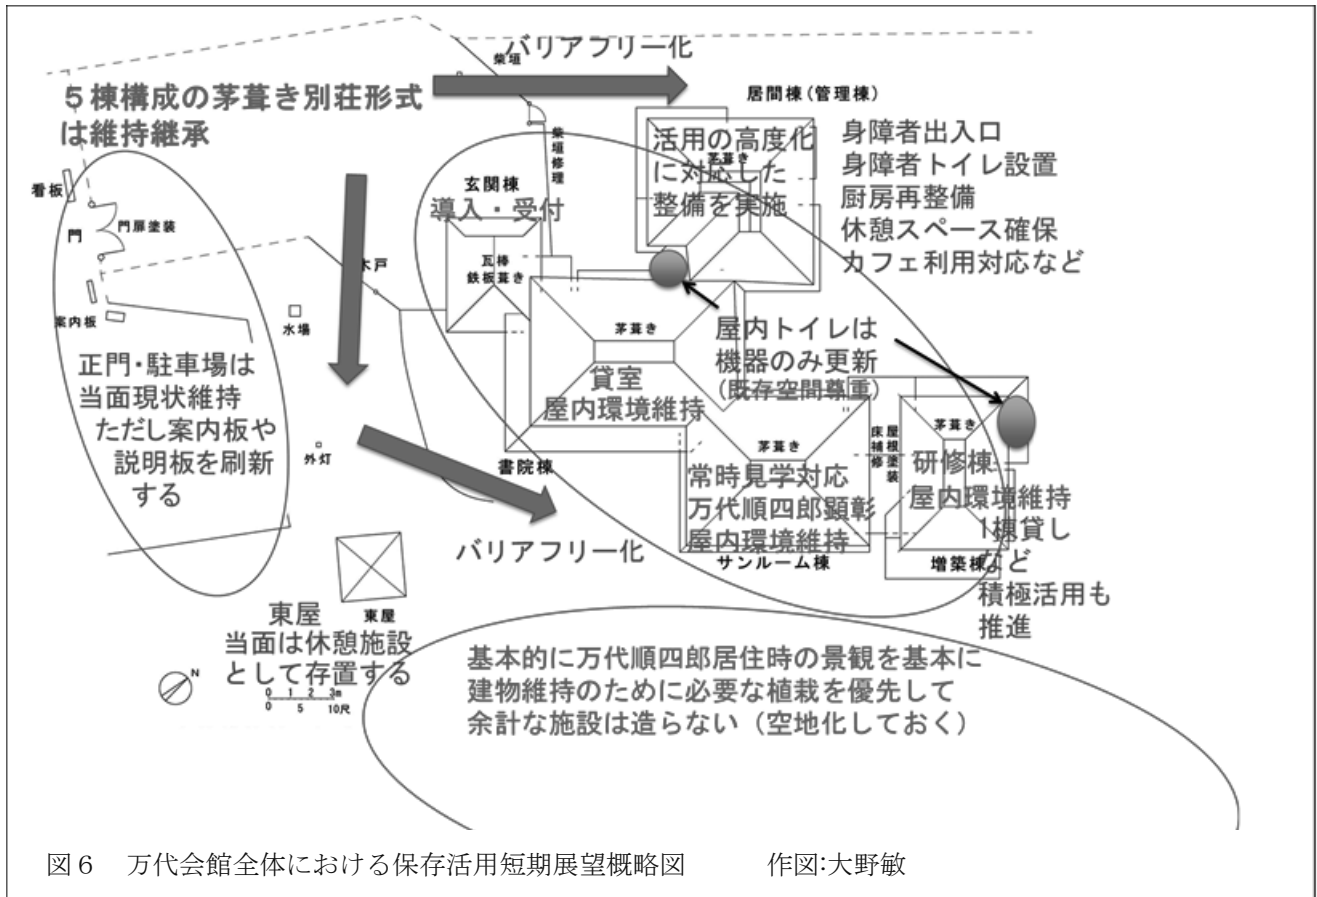 バリアフリー化
柴垣
5棟構成の茅葺き別荘形式
は維持継承
居間棟(管理棟)
活用の高度化
茅葺き
に対応した
整備を実施
身障者出入口
身障者トイレ設置
厨房再整備
休憩スペース確保
カフェ利用対応など
柴垣修理
玄関棟
導入・受付
瓦棒
鉄板葺き
看板
門
門扉塗装
木戸
案内板
水場
正門・駐車場は
当面現状維持
ただし案内板や
説明板を刷新
する
外灯
茅葺き
貸室
屋内環境維持
書院棟
屋内トイレは
機器のみ更新
(既存空間尊重)
茅葺き
常時見学対応
万代順四郎顕彰
屋内環境維持
サンルーム棟
床補修
屋根塗装
茅葺き
研修棟
屋内環境維持
1棟貸し
など
増築棟
積極活用も
推進
バリアフリー化
東屋
東屋
当面は休憩施設
として存置する
N
0 1 2 3m
0 5 10尺
基本的に万代順四郎居住時の景観を基本に
建物維持のために必要な植栽を優先して
余計な施設は造らない(空地化しておく)
図6 万代会館全体における保存活用短期展望概略図 作図:大野敏